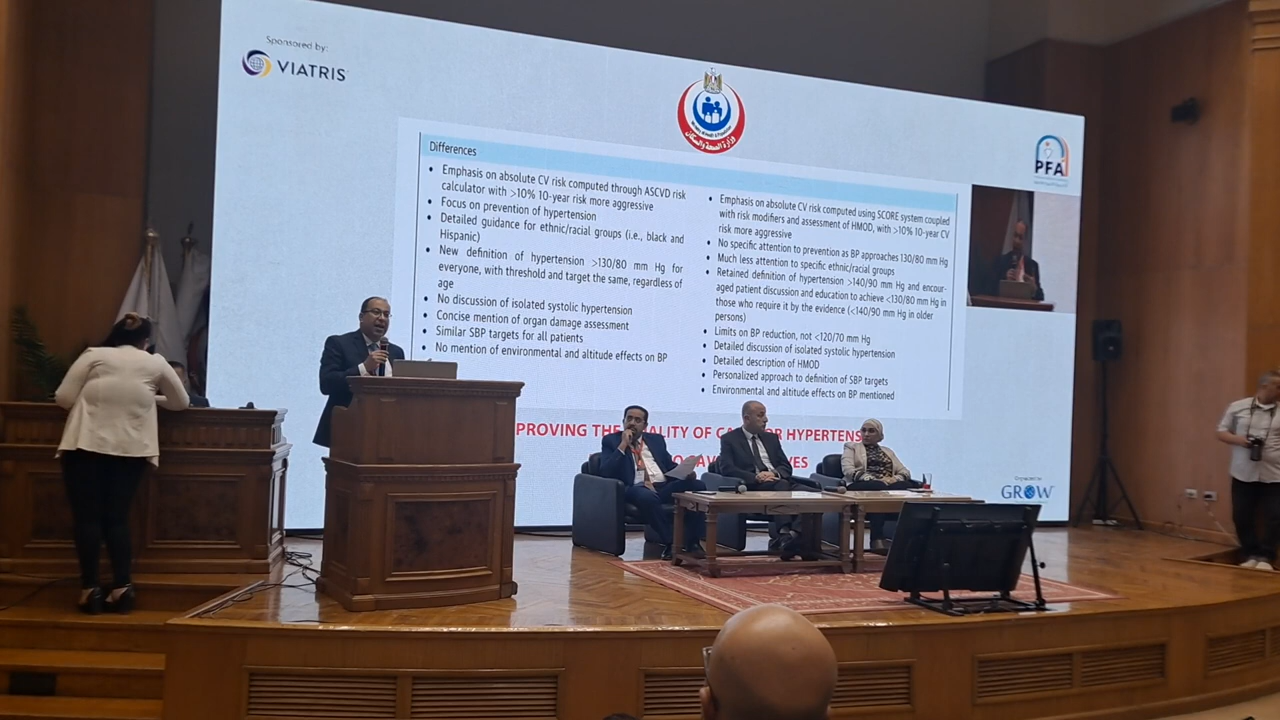 Sponsored by:
VIATRIS
وزارة الصحة والسكان
PFA
Differences
• Emphasis on absolute CV risk computed through ASCVD risk
calculator with >10% 10-year risk more aggressive
• Focus on prevention of hypertension
• Detailed guidance for ethnic/racial groups (i.e., black and
Hispanic)
• New definition of hypertension >130/80 mm Hg for
everyone, with threshold and target the same, regardless of
age
• No discussion of isolated systolic hypertension
• Concise mention of organ damage assessment
• Similar SBP targets for all patients
• No mention of environmental and altitude effects on BP
• Emphasis on absolute CV risk computed using SCORE system coupled
with risk modifiers and assessment of HMOD, with >10% 10-year CV
risk more aggressive
• No specific attention to prevention as BP approaches 130/80 mm Hg
• Much less attention to specific ethnic/racial groups
• Retained definition of hypertension >140/90 mm Hg and encour-
aged patient discussion and education to achieve <130/80 mm Hg in
those who require it by the evidence (<140/90 mm Hg in older
persons)
• Limits on BP reduction, not <120/70 mm Hg
• Detailed discussion of isolated systolic hypertension
• Detailed description of HMOD
• Personalized approach to definition of SBP targets
• Environmental and altitude effects on BP mentioned
PROVING THE QUALITY OF CA OR HYPERTENS
GROW